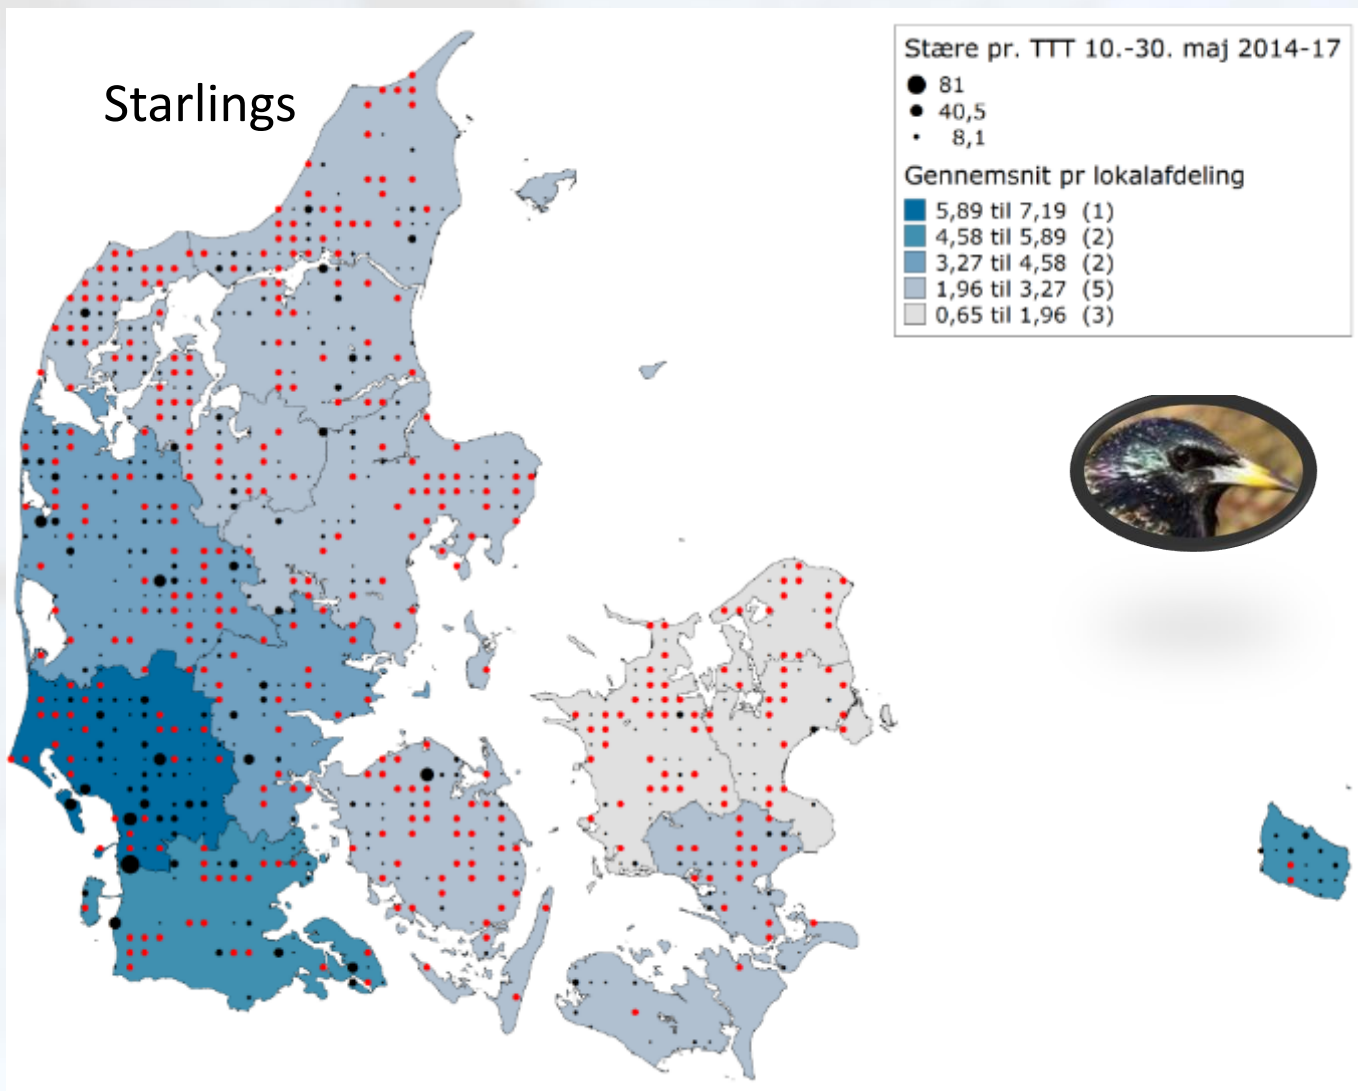 Starlings
Stære pr. TTT 10.-30. maj 2014-17
81
40,5
8,1
Gennemsnit pr lokalafdeling
5,89 til 7,19 (1)
4,58 til 5,89 (2)
3,27 til 4,58 (2)
1,96 til 3,27 (5)
0,65 til 1,96 (3)